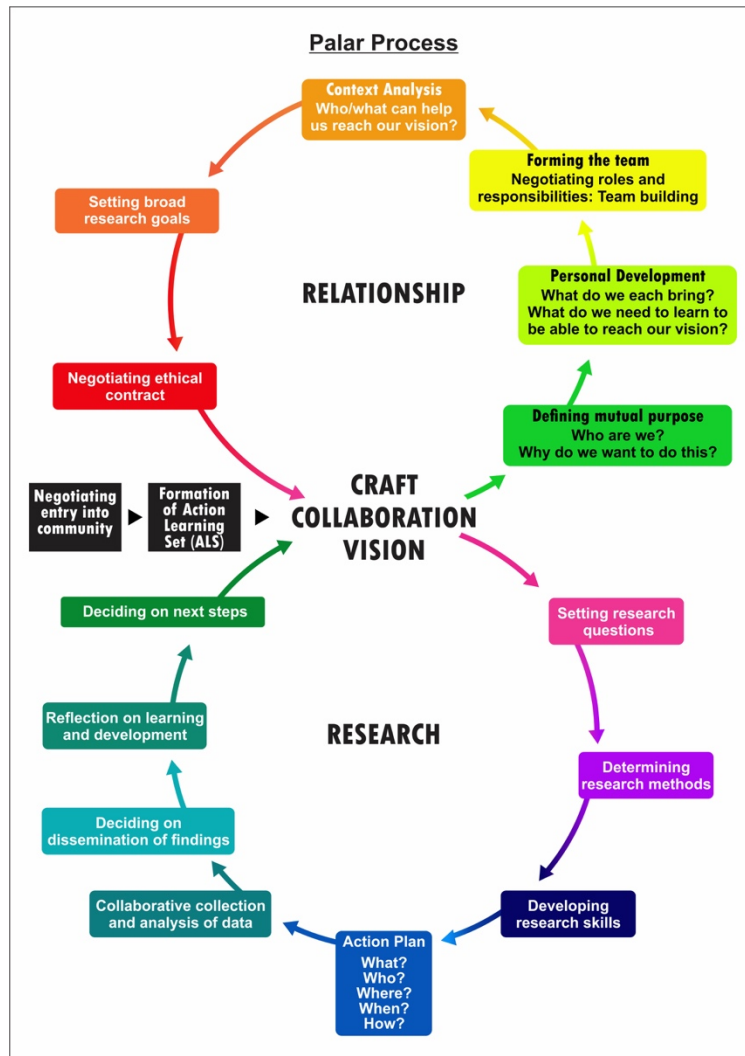 Palar Process
Context Analysis
Who/what can help
us reach our vision?
Forming the team
Negotiating roles and
responsibilities: Team building
Setting broad
research goals
RELATIONSHIP
Personal Development
What do we each bring?
What do we need to learn to
be able to reach our vision?
Negotiating ethical
contract
Defining mutual purpose
Who are we?
Why do we want to do this?
Negotiating
entry into
community
Formation
of Action
Learning
Set (ALS)
CRAFT
COLLABORATION
VISION
Deciding on next steps
Setting research
questions
Reflection on learning
and development
RESEARCH
Determining
research methods
Deciding on
dissemination of findings
Collaborative collection
and analysis of data
Developing
research skills
Action Plan
What?
Who?
Where?
When?
How?